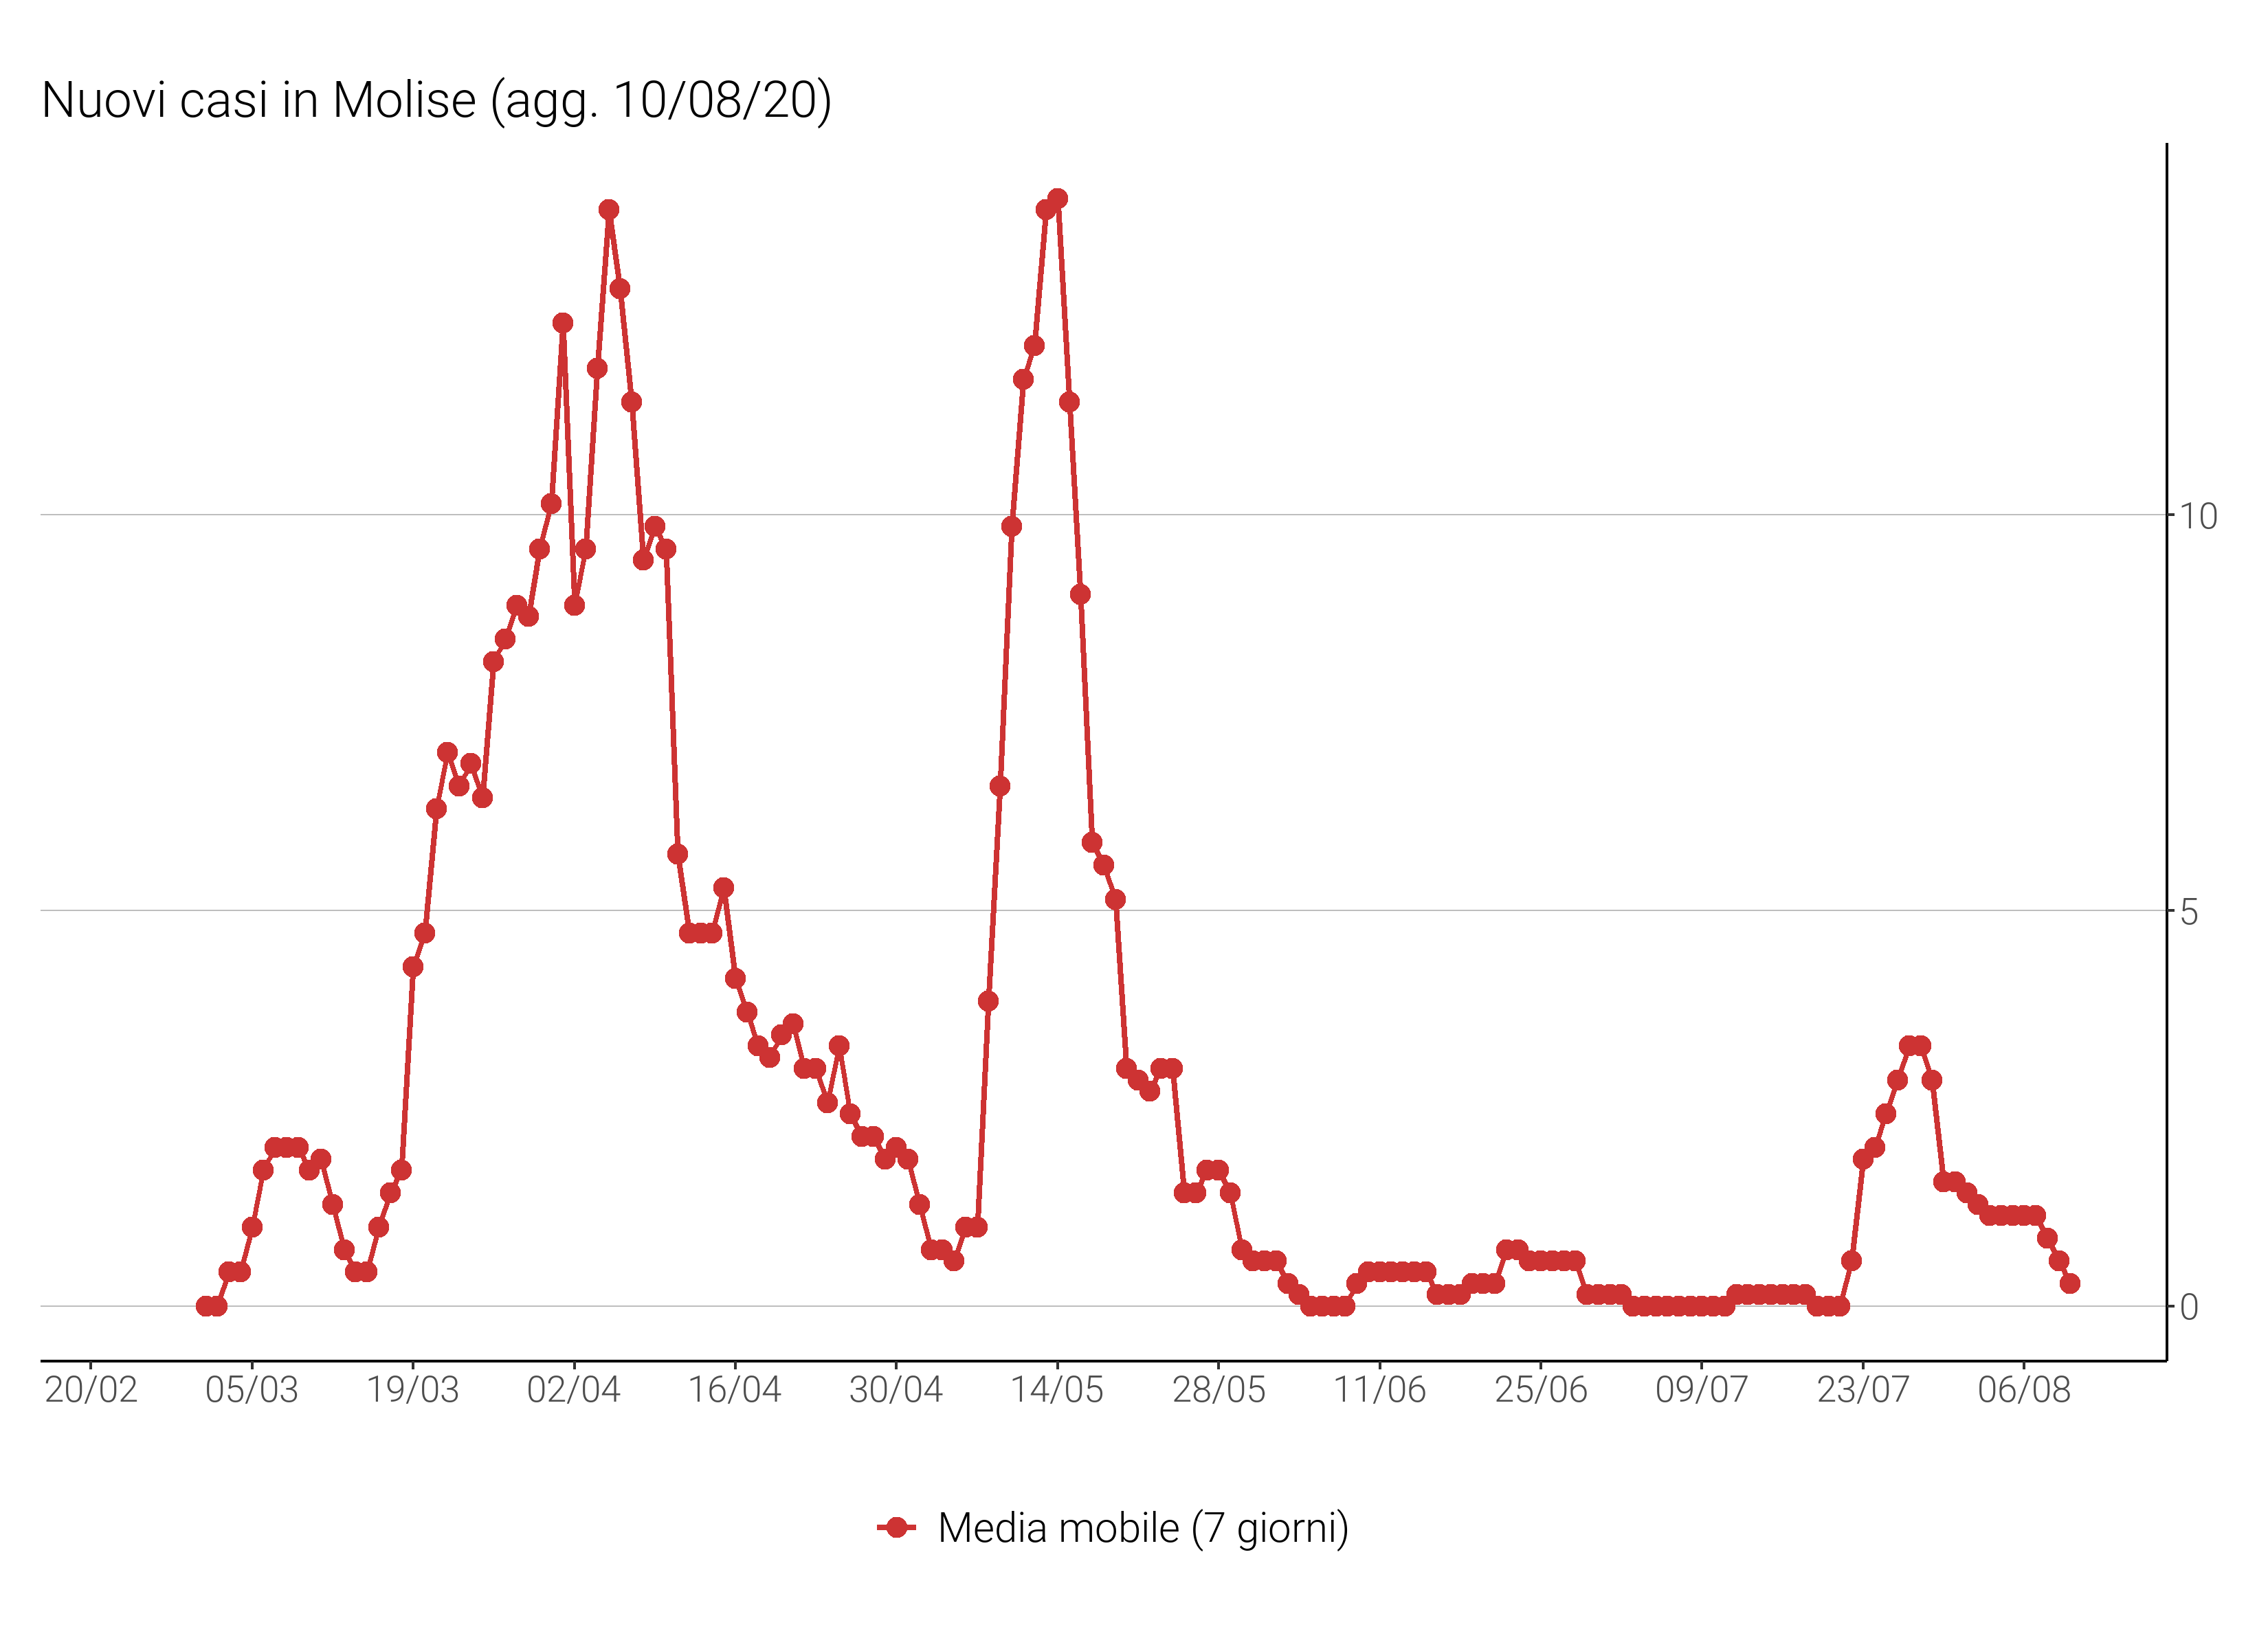 Nuovi casi in Molise (agg. 10/08/20)
10
5
0
20/02 05/03 19/03 02/04 16/04 30/04 14/05 28/05 11/06 25/06 09/07 23/07 06/08
Media mobile (7 giorni)